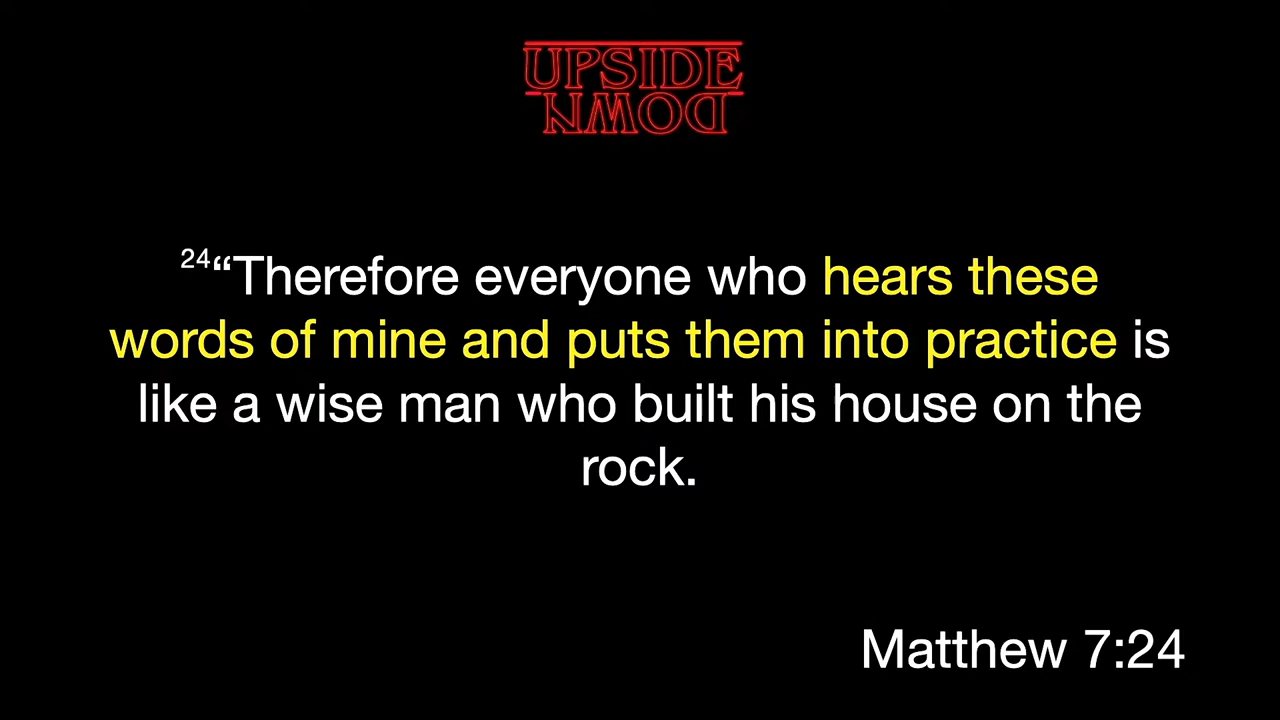 UPSIDE
DOWN
24“Therefore everyone who hears these
words of mine and puts them into practice is
like a wise man who built his house on the
rock.
Matthew 7:24